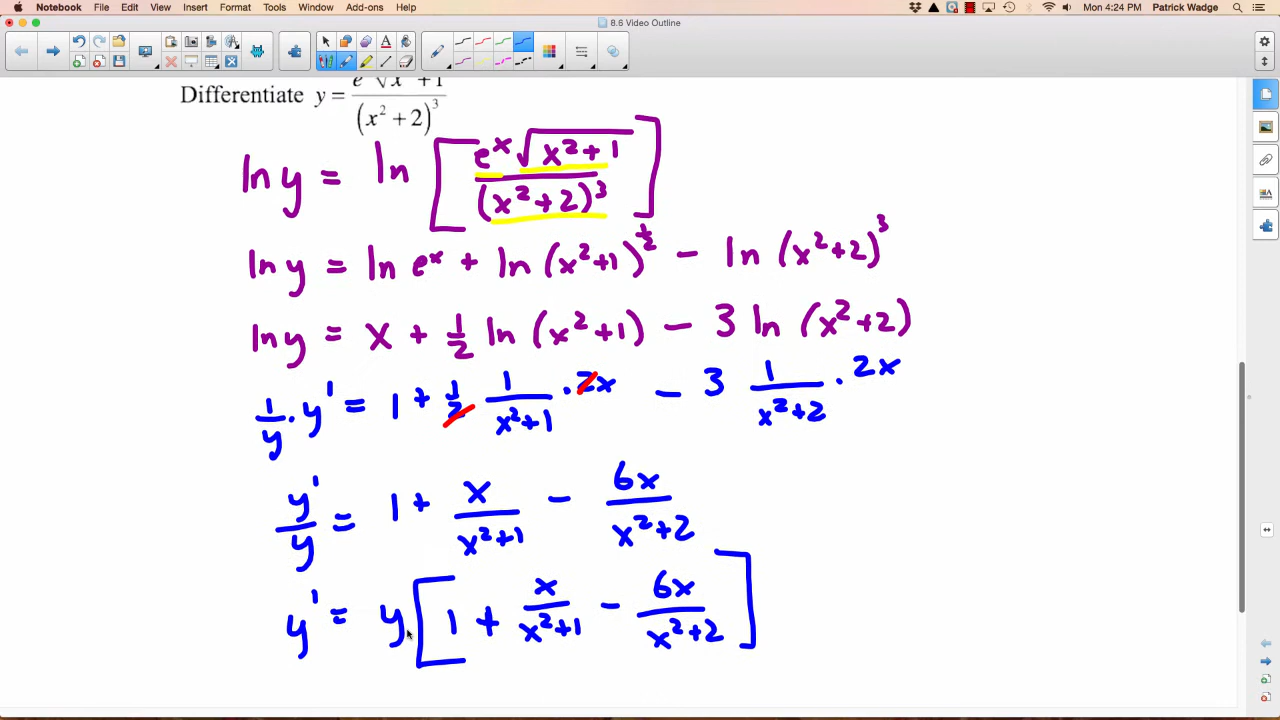 Notebook File Edit View Insert Format Tools Window Add-ons Help Mon 4:24 PM Patrick Wadge
8.6 Video Outline
Differentiate y = e √x +1 / (x² + 2)³
ln y = ln [ e^x √(x²+1) / (x²+2)³ ]
ln y = ln e^x + ln (x²+1)^½ − ln (x²+2)³
ln y = x + ½ ln (x²+1) − 3 ln (x²+2)
1/y · y' = 1 + 1/2 1/(x²+1) · 2x − 3 1/(x²+2) · 2x
y'/y = 1 + x/(x²+1) − 6x/(x²+2)
y' = y [ 1 + x/(x²+1) − 6x/(x²+2) ]